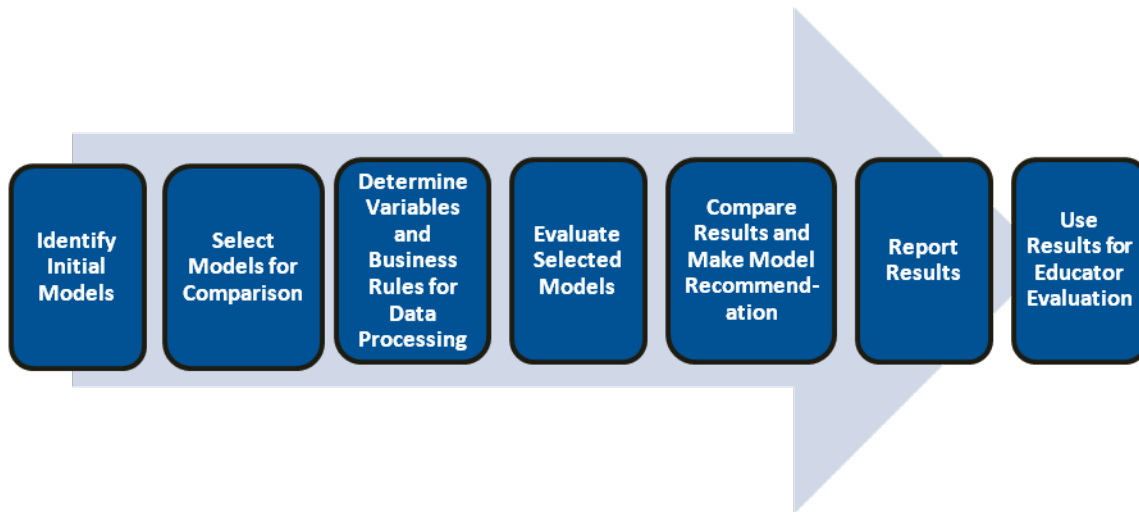 Identify
Initial
Models
Select
Models for
Comparison
Determine
Variables
and
Business
Rules for
Data
Processing
Evaluate
Selected
Models
Compare
Results and
Make Model
Recommend-
ation
Report
Results
Use
Results for
Educator
Evaluation